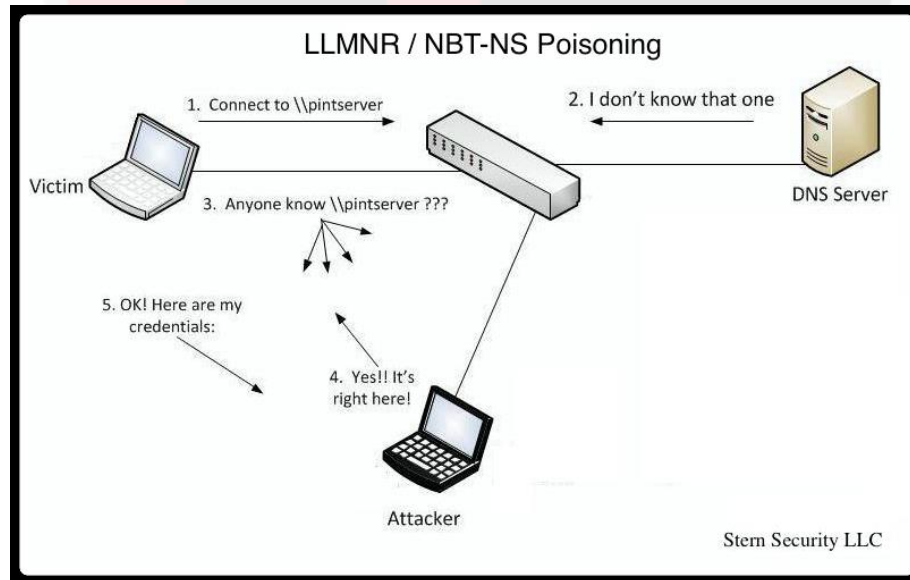 LLMNR / NBT-NS Poisoning
1. Connect to \\pintserver
2. I don't know that one
Victim
DNS Server
3. Anyone know \\pintserver ???
5. OK! Here are my
credentials:
4. Yes!! It's
right here!
Attacker
Stern Security LLC